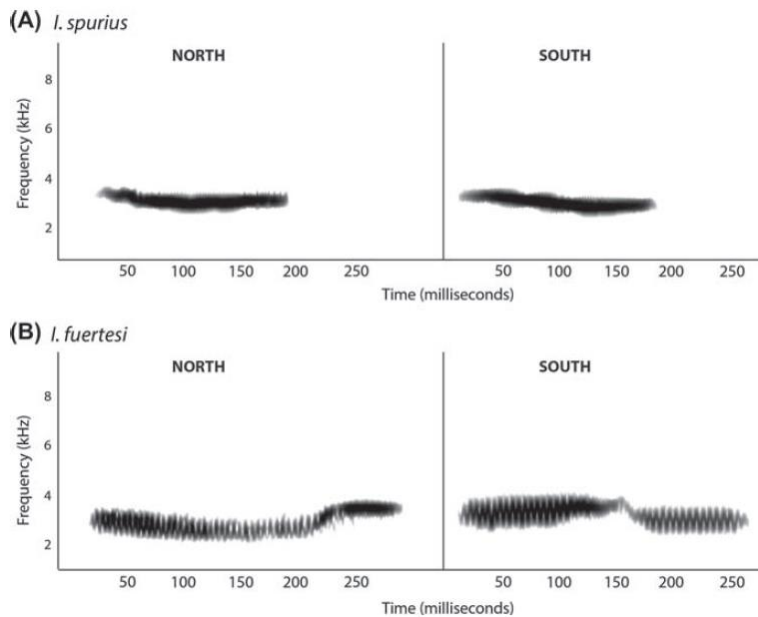 (A) I. spurius
NORTH SOUTH
Frequency (kHz)
8
6
4
2
50 100 150 200 250 50 100 150 200 250
Time (milliseconds)
(B) I. fuertesi
NORTH SOUTH
Frequency (kHz)
8
6
4
2
50 100 150 200 250 50 100 150 200 250
Time (milliseconds)